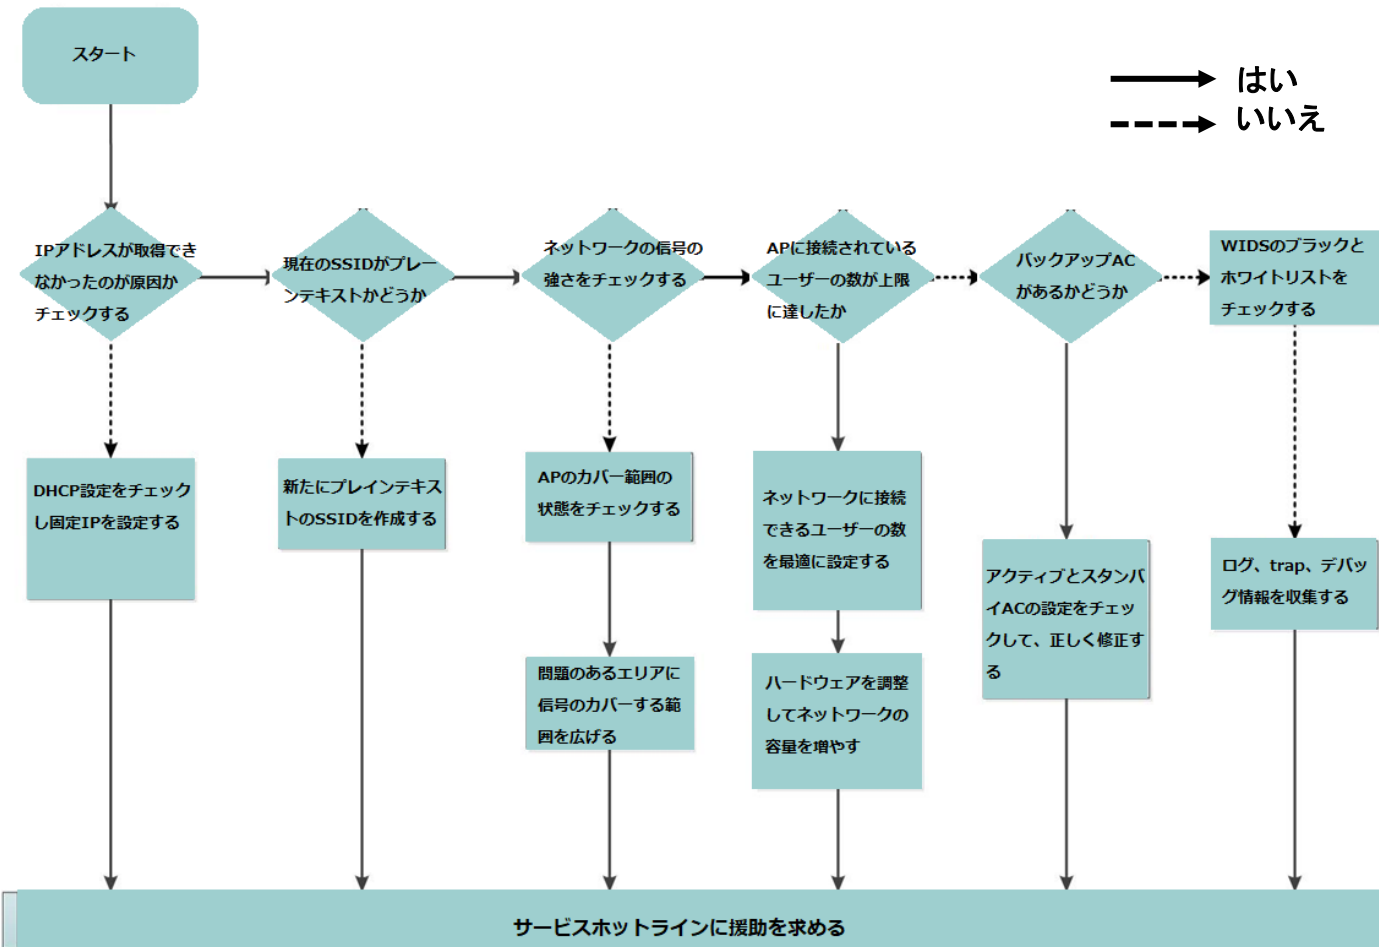 スタート
はい
いいえ
IPアドレスが取得でき
なかったのが原因か
チェックする
現在のSSIDがプレー
ンテキストかどうか
ネットワークの信号の
強さをチェックする
APに接続されている
ユーザーの数が上限
に達したか
バックアップAC
があるかどうか
WIDSのブラックと
ホワイトリストを
チェックする
DHCP設定をチェック
し固定IPを設定する
新たにプレインテキス
トのSSIDを作成する
APのカバー範囲の
状態をチェックする
ネットワークに接続
できるユーザーの数
を最適に設定する
アクティブとスタンバ
イACの設定をチェッ
クして、正しく修正す
る
ログ、trap、デバッ
グ情報を収集する
問題のあるエリアに
信号のカバーする範
囲を広げる
ハードウェアを調整
してネットワークの
容量を増やす
サービスホットラインに援助を求める